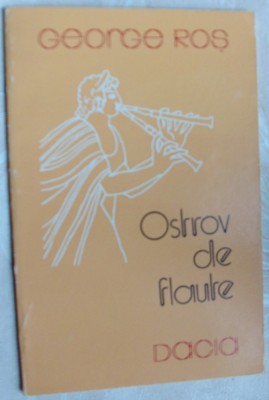 GEORGE ROȘ
Ostrov
de
flaute
DACIA